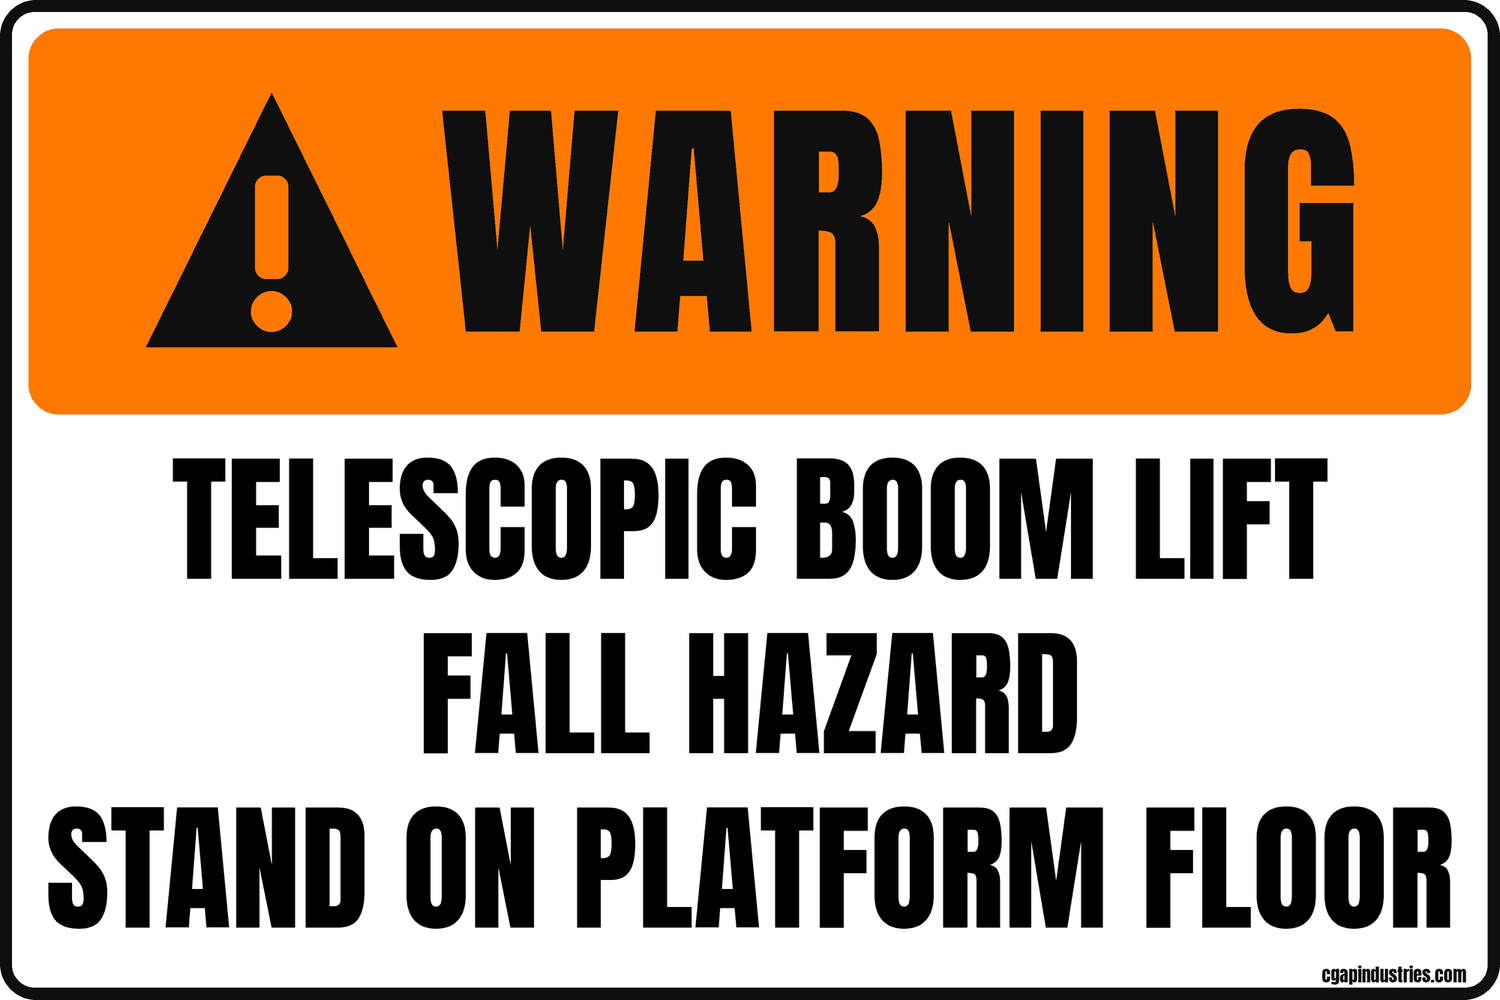 WARNING
TELESCOPIC BOOM LIFT
FALL HAZARD
STAND ON PLATFORM FLOOR
cgapindustries.com